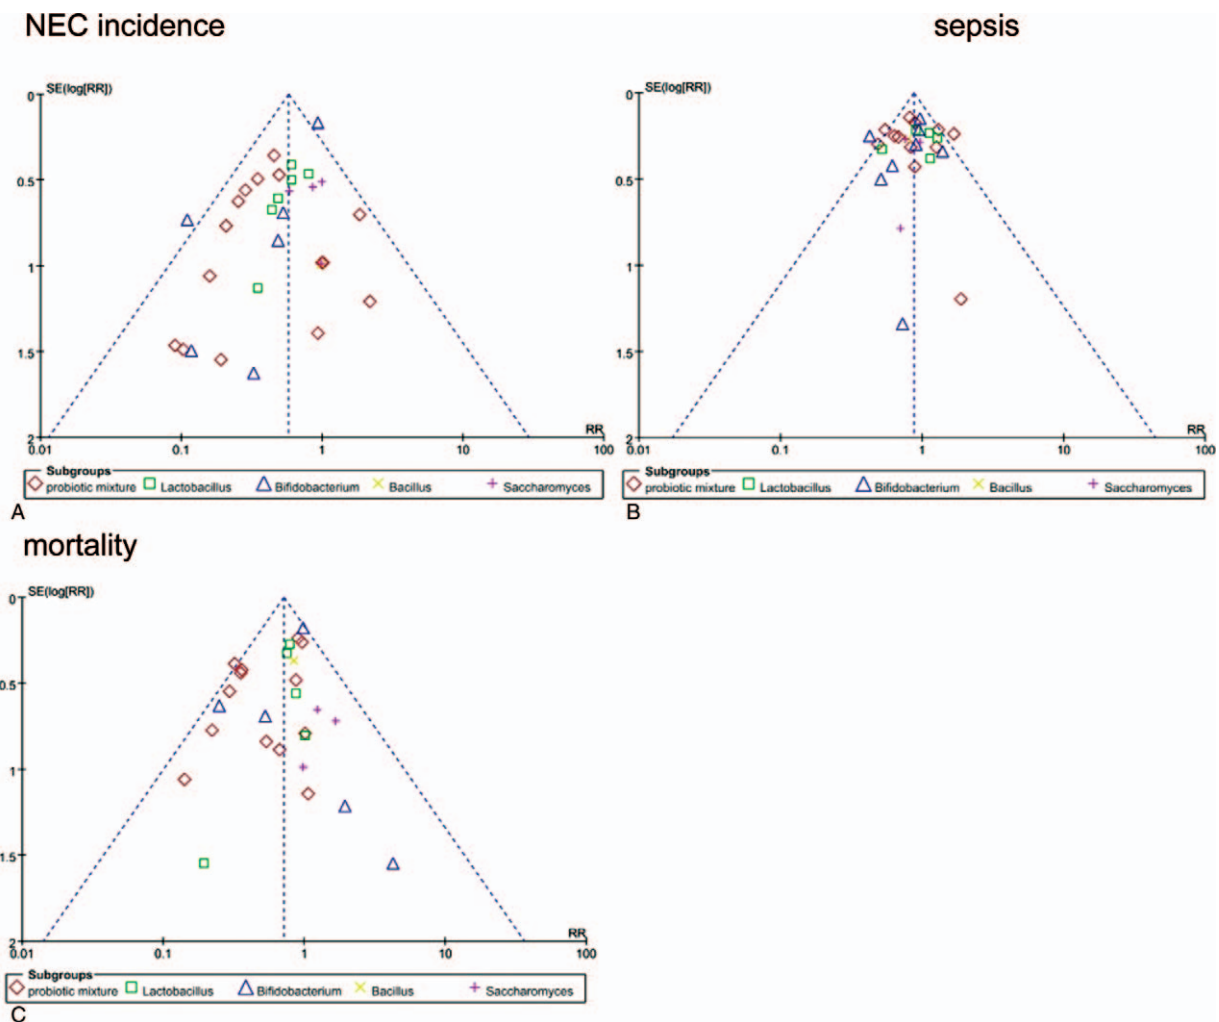 NEC incidence
sepsis
0 SE(log[RR])
0.5
1
1.5
2
RR
0.01 0.1 1 10 100
Subgroups
probiotic mixture Lactobacillus Bifidobacterium Bacillus Saccharomyces
A
0 SE(log[RR])
0.5
1
1.5
2
RR
0.01 0.1 1 10 100
Subgroups
probiotic mixture Lactobacillus Bifidobacterium Bacillus Saccharomyces
B
mortality
0 SE(log[RR])
0.5
1
1.5
2
RR
0.01 0.1 1 10 100
Subgroups
probiotic mixture Lactobacillus Bifidobacterium Bacillus Saccharomyces
C